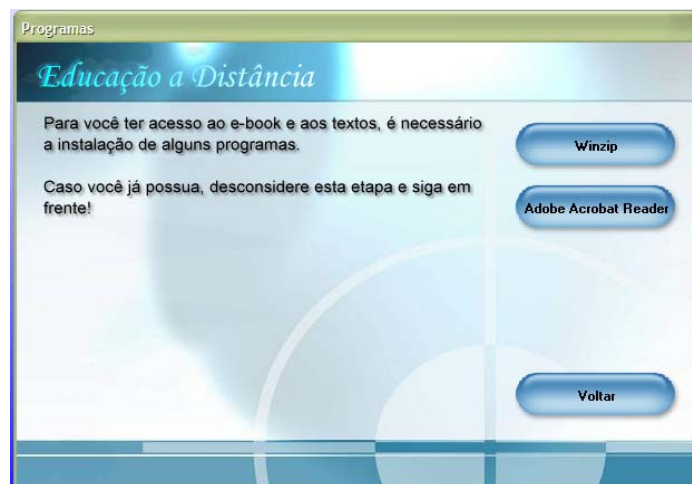 Programas
Educação a Distância
Para você ter acesso ao e-book e aos textos, é necessário
a instalação de alguns programas.
Caso você já possua, desconsidere esta etapa e siga em
frente!
Winzip
Adobe Acrobat Reader
Voltar